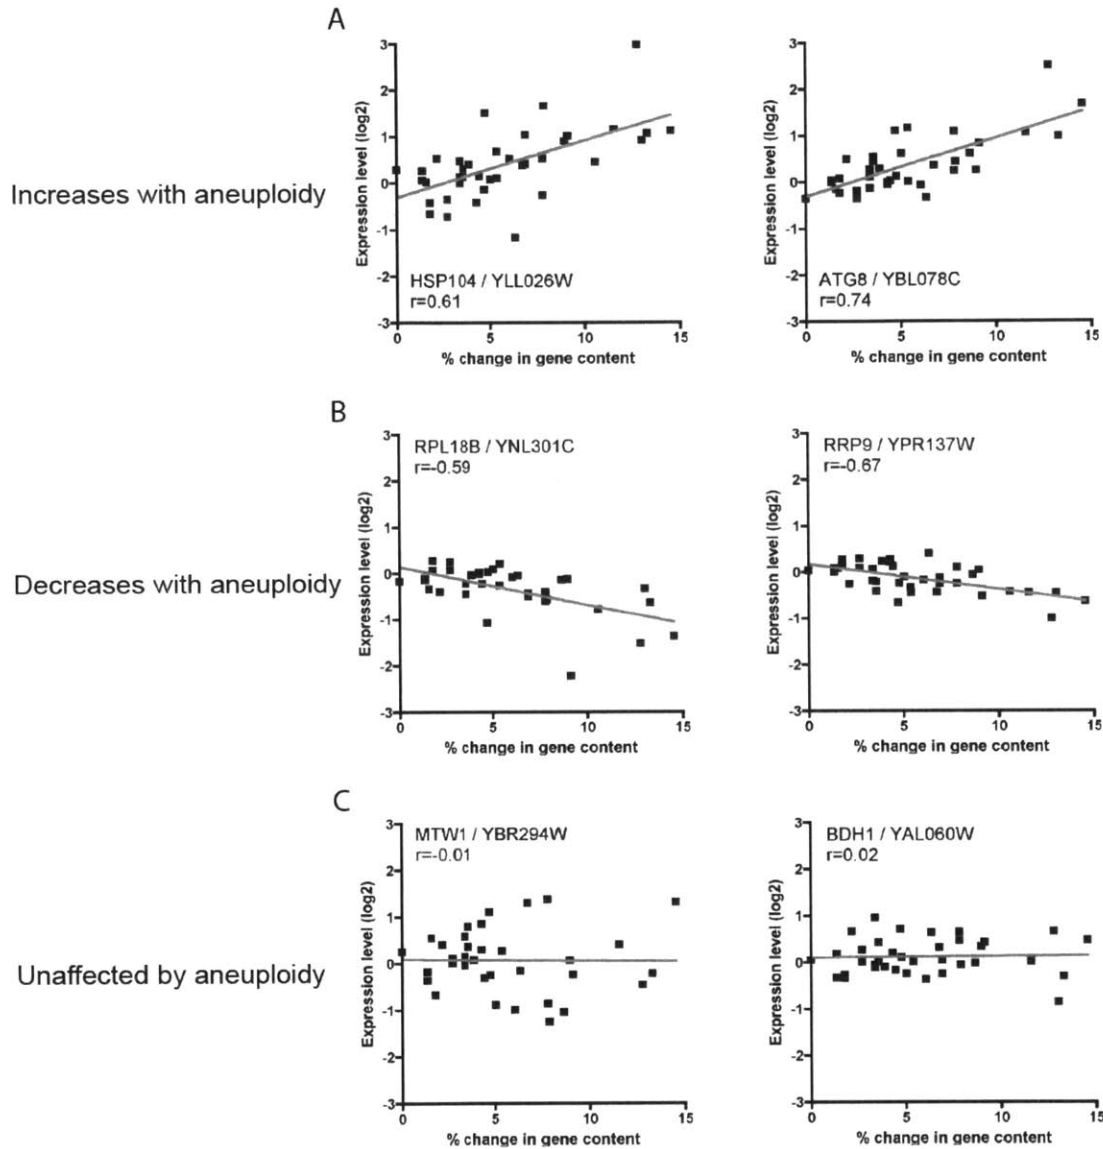 A
Increases with aneuploidy
3
2
1
0
-1
-2
-3
Expression level (log2)
HSP104 / YLL026W
r=0.61
0 5 10 15
% change in gene content
3
2
1
0
-1
-2
-3
Expression level (log2)
ATG8 / YBL078C
r=0.74
0 5 10 15
% change in gene content
B
Decreases with aneuploidy
3
2
1
0
-1
-2
-3
Expression level (log2)
RPL18B / YNL301C
r=-0.59
0 5 10 15
% change in gene content
3
2
1
0
-1
-2
-3
Expression level (log2)
RRP9 / YPR137W
r=-0.67
0 5 10 15
% change in gene content
C
Unaffected by aneuploidy
3
2
1
0
-1
-2
-3
Expression level (log2)
MTW1 / YBR294W
r=-0.01
0 5 10 15
% change in gene content
3
2
1
0
-1
-2
-3
Expression level (log2)
BDH1 / YAL060W
r=0.02
0 5 10 15
% change in gene content